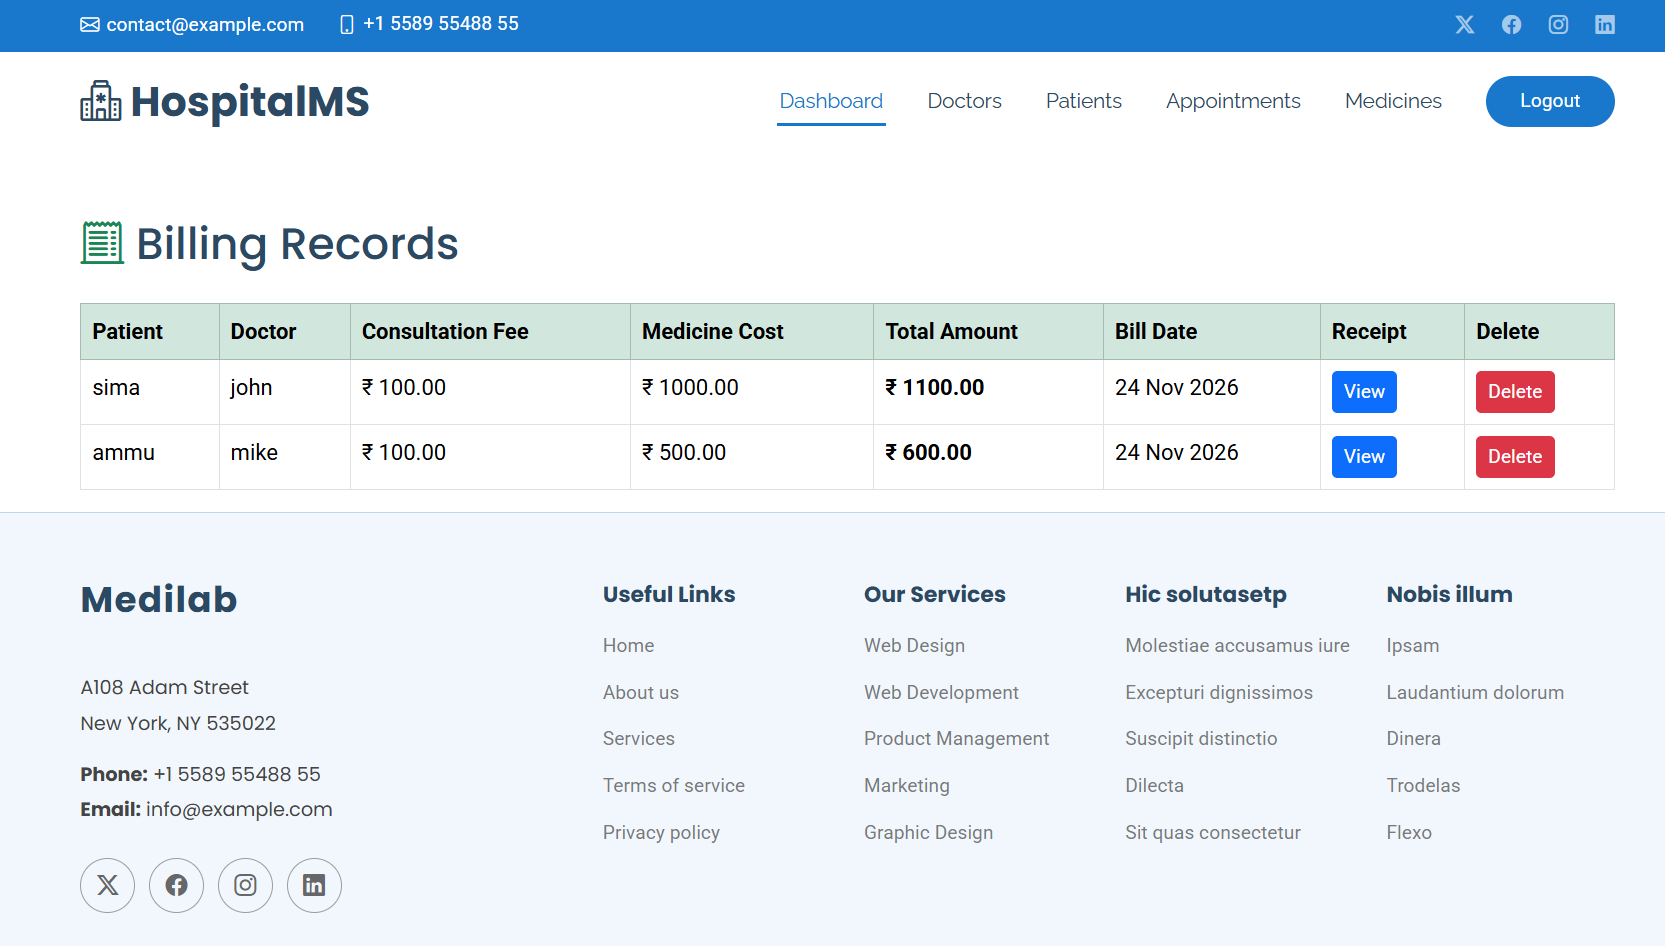 contact@example.com +1 5589 55488 55
HospitalMS Dashboard Doctors Patients Appointments Medicines Logout
Billing Records
Patient Doctor Consultation Fee Medicine Cost Total Amount Bill Date Receipt Delete
sima john ₹ 100.00 ₹ 1000.00 ₹ 1100.00 24 Nov 2026 View Delete
ammu mike ₹ 100.00 ₹ 500.00 ₹ 600.00 24 Nov 2026 View Delete
Medilab
A108 Adam Street
New York, NY 535022
Phone: +1 5589 55488 55
Email: info@example.com
Useful Links
Home
About us
Services
Terms of service
Privacy policy
Our Services
Web Design
Web Development
Product Management
Marketing
Graphic Design
Hic solutasetp
Molestiae accusamus iure
Excepturi dignissimos
Suscipit distinctio
Dilecta
Sit quas consectetur
Nobis illum
Ipsam
Laudantium dolorum
Dinera
Trodelas
Flexo